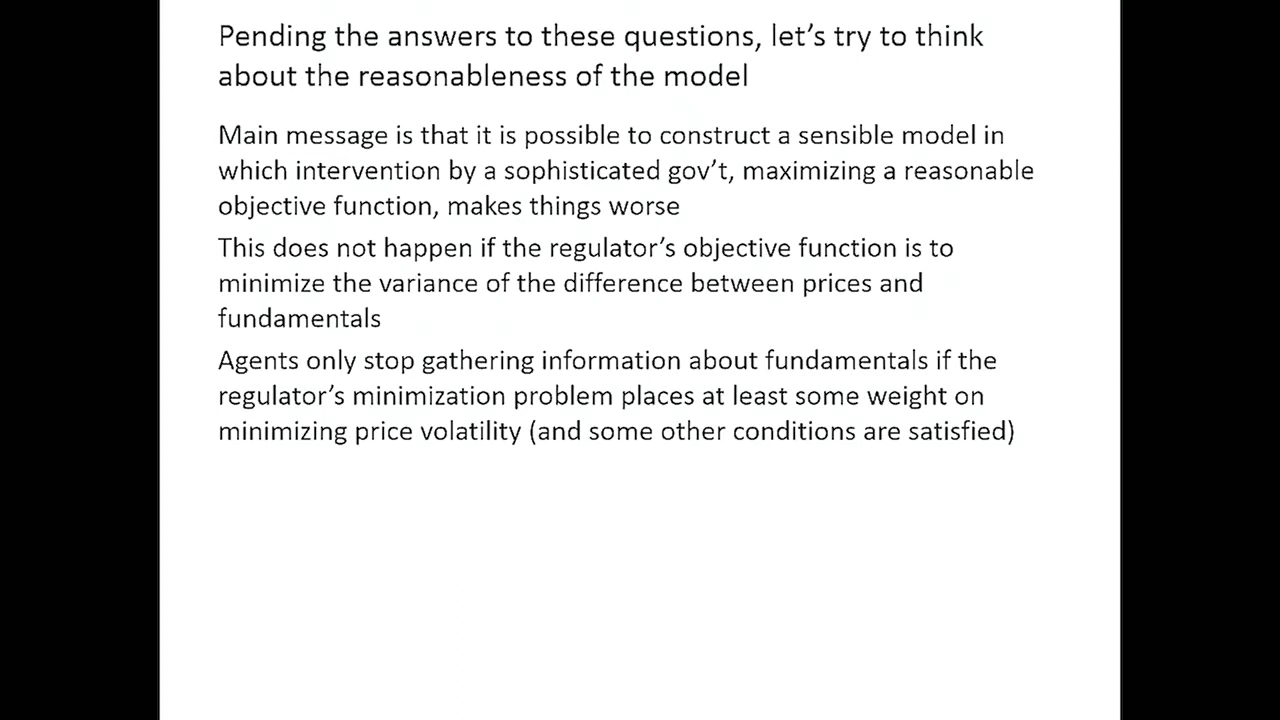 Pending the answers to these questions, let’s try to think
about the reasonableness of the model
Main message is that it is possible to construct a sensible model in
which intervention by a sophisticated gov’t, maximizing a reasonable
objective function, makes things worse
This does not happen if the regulator’s objective function is to
minimize the variance of the difference between prices and
fundamentals
Agents only stop gathering information about fundamentals if the
regulator’s minimization problem places at least some weight on
minimizing price volatility (and some other conditions are satisfied)